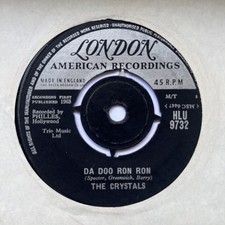 LONDON
AMERICAN RECORDINGS
MADE IN ENGLAND
45 R.P.M.
RECORDING FIRST
PUBLISHED 1963
Recorded by
PHILLES,
Hollywood
Trio Music
Ltd
M/T
HLU
9732
DA DOO RON RON
(Spector, Greenwich, Barry)
THE CRYSTALS